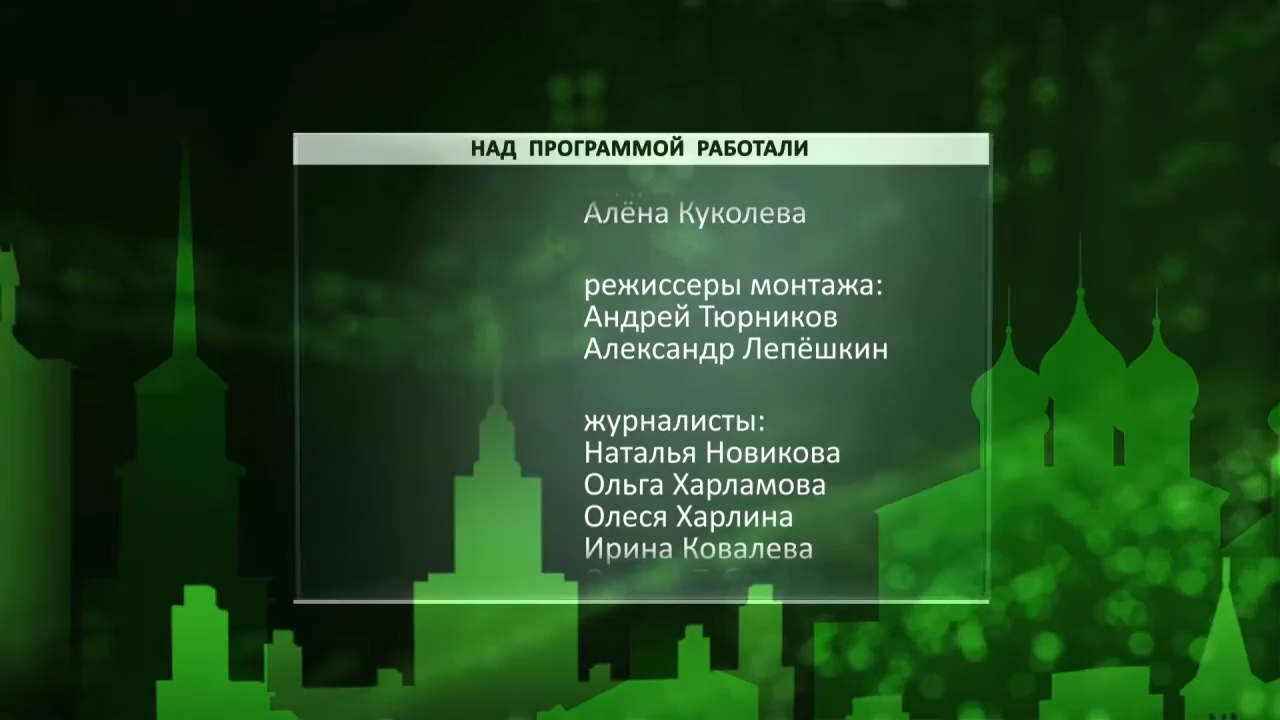 НАД ПРОГРАММОЙ РАБОТАЛИ
Алёна Куколева
режиссеры монтажа:
Андрей Тюрников
Александр Лепёшкин
журналисты:
Наталья Новикова
Ольга Харламова
Олеся Харлина
Ирина Ковалева